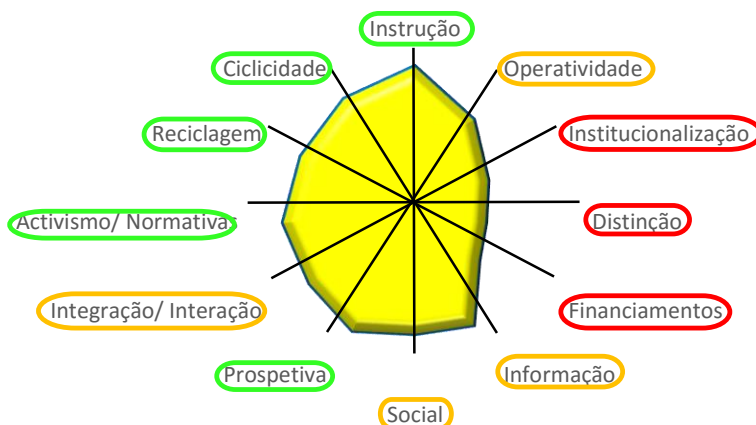 Instrução
Ciclicidade
Operatividade
Reciclagem
Institucionalização
Activismo/ Normativas
Distinção
Integração/ Interação
Financiamentos
Prospetiva
Informação
Social